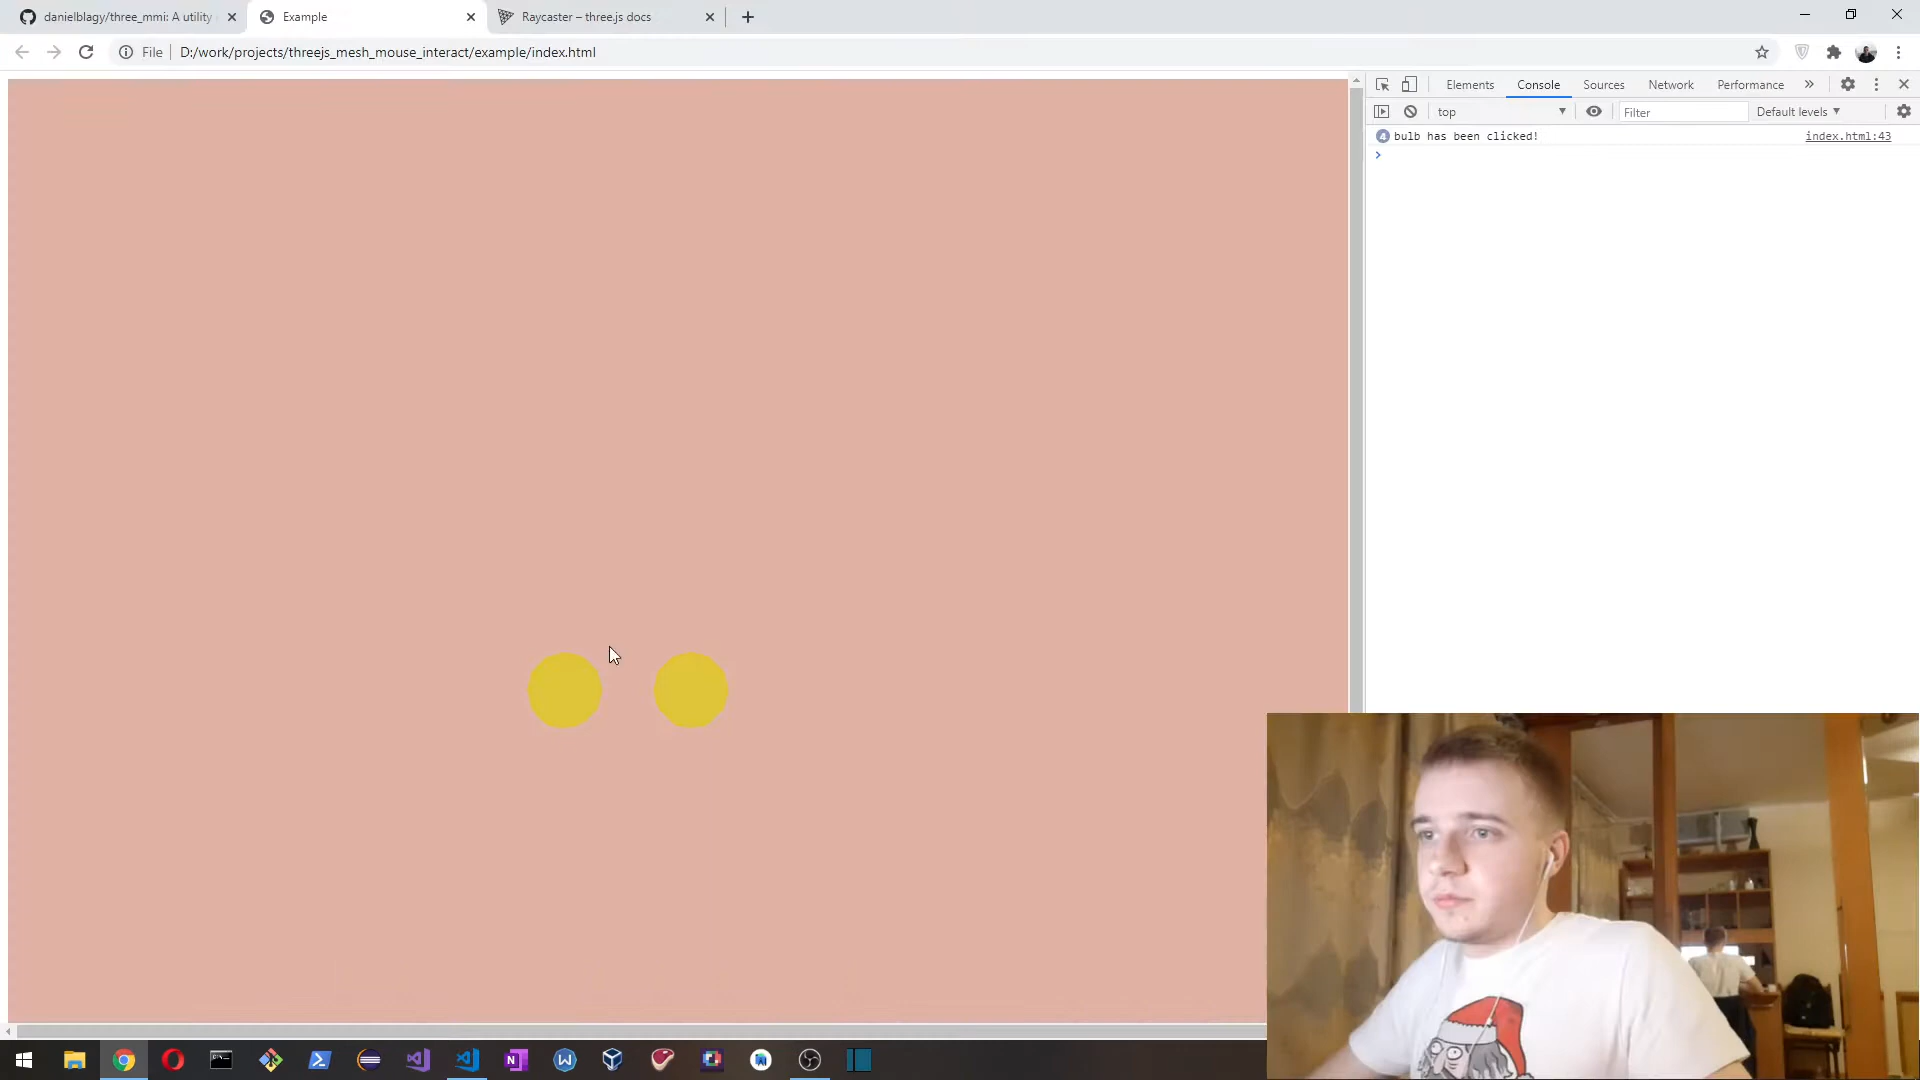 danielblagy/three_mmi: A utility
Example
Raycaster – three.js docs
File
D:/work/projects/threejs_mesh_mouse_interact/example/index.html
Elements
Console
Sources
Network
Performance
top
Filter
Default levels
4 bulb has been clicked!
index.html:43